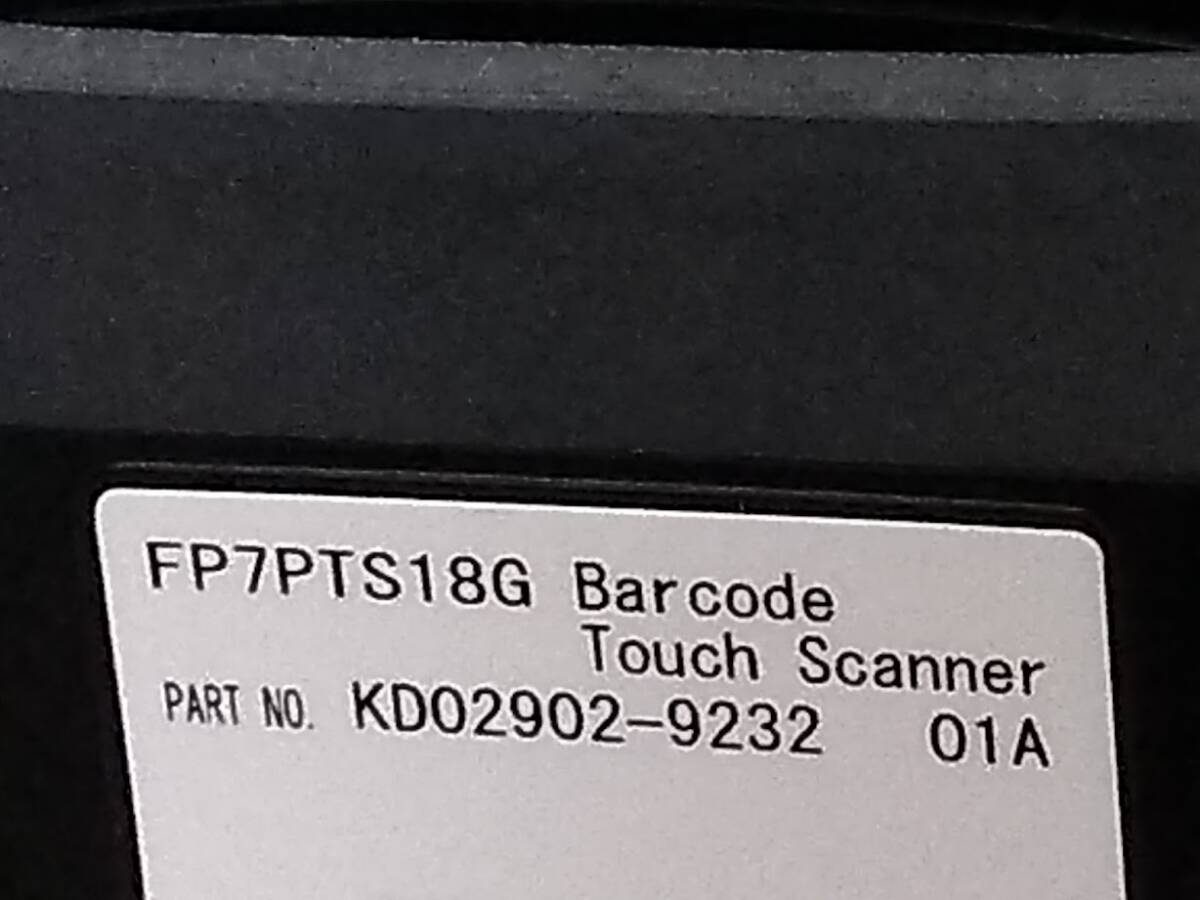 FP7PTS18G Barcode
Touch Scanner
PART NO. KD02902-9232 01A